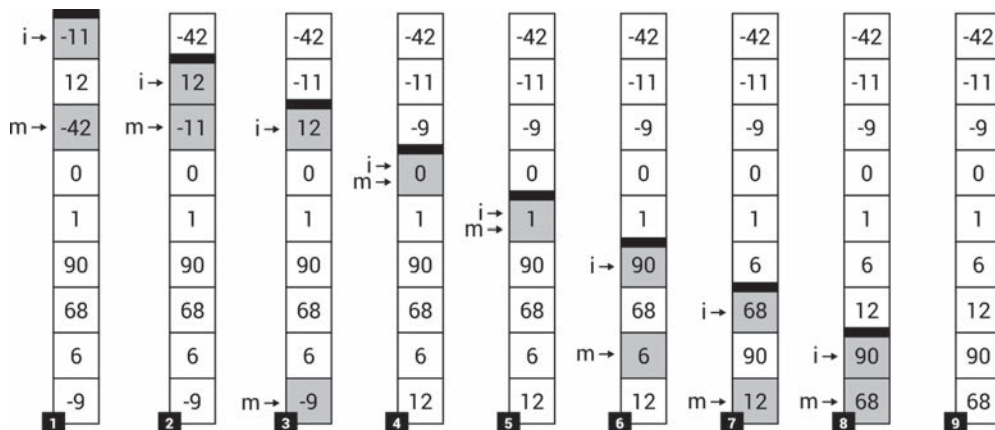 i→ -11 -42 -42 -42 -42 -42 -42 -42 -42
12 i→ 12 -11 -11 -11 -11 -11 -11 -11
m→ -42 m→ -11 i→ 12 -9 -9 -9 -9 -9 -9
0 0 0 i→ m→ 0 0 0 0 0 0
1 1 1 1 i→ m→ 1 1 1 1 1
90 90 90 90 90 i→ 90 6 6 6
68 68 68 68 68 68 i→ 68 12 12
6 6 6 6 6 m→ 6 90 i→ 90 90
-9 -9 m→ -9 12 12 12 m→ 12 m→ 68 68
1 2 3 4 5 6 7 8 9